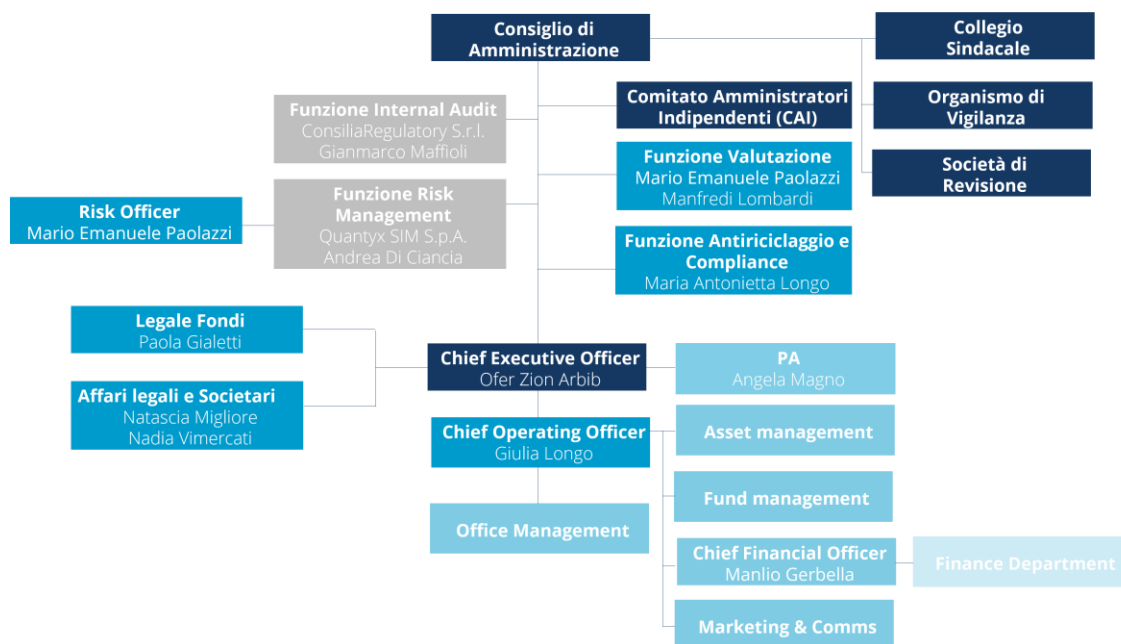 Consiglio di
Amministrazione
Collegio
Sindacale
Funzione Internal Audit
ConsiliaRegulatory S.r.l.
Gianmarco Maffioli
Comitato Amministratori
Indipendenti (CAI)
Organismo di
Vigilanza
Funzione Valutazione
Mario Emanuele Paolazzi
Manfredi Lombardi
Società di
Revisione
Risk Officer
Mario Emanuele Paolazzi
Funzione Risk
Management
Quantyx SIM S.p.A.
Andrea Di Ciancia
Funzione Antiriciclaggio e
Compliance
Maria Antonietta Longo
Legale Fondi
Paola Gialetti
Chief Executive Officer
Ofer Zion Arbib
PA
Angela Magno
Affari legali e Societari
Natascia Migliore
Nadia Vimercati
Chief Operating Officer
Giulia Longo
Asset management
Fund management
Office Management
Chief Financial Officer
Manlio Gerbella
Finance Department
Marketing & Comms